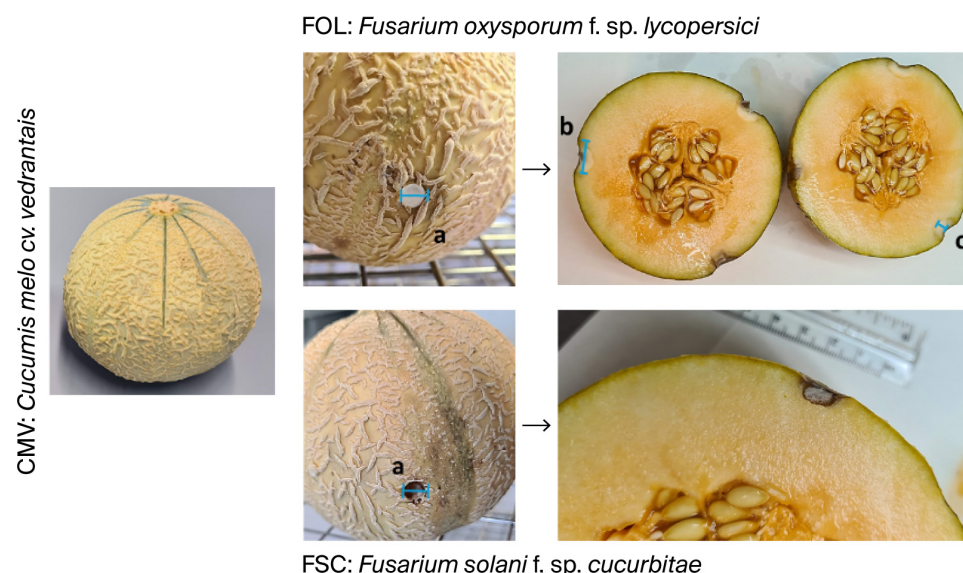 FOL: Fusarium oxysporum f. sp. lycopersici
CMV: Cucumis melo cv. vedrantais
a
b
c
a
FSC: Fusarium solani f. sp. cucurbitae